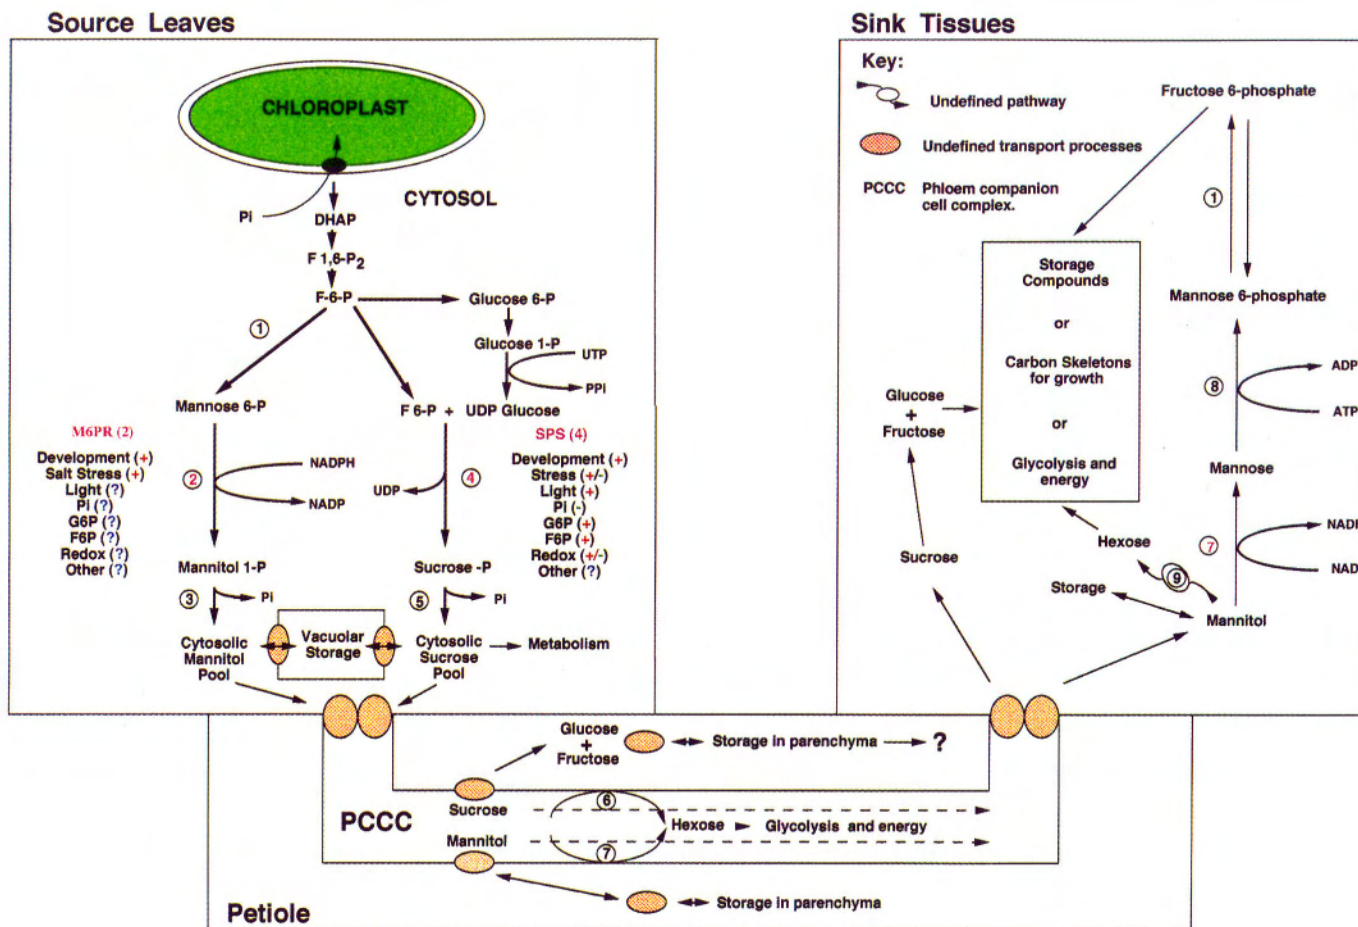 Source Leaves
CHLOROPLAST
CYTOSOL
Pi
DHAP
F 1,6-P2
F-6-P
Glucose 6-P
1
Glucose 1-P
UTP
PPi
Mannose 6-P
F 6-P + UDP Glucose
M6PR (2)
Development (+)
Salt Stress (+)
Light (?)
Pi (?)
G6P (?)
F6P (?)
Redox (?)
Other (?)
2
NADPH
NADP
UDP
4
SPS (4)
Development (+)
Stress (+/-)
Light (+)
Pi (-)
G6P (+)
F6P (+)
Redox (+/-)
Other (?)
Mannitol 1-P
Sucrose -P
3
Pi
5
Pi
Cytosolic
Mannitol
Pool
Vacuolar
Storage
Cytosolic
Sucrose
Pool
Metabolism
Sink Tissues
Key:
Undefined pathway
Undefined transport processes
PCCC
Phloem companion
cell complex.
Fructose 6-phosphate
1
Storage
Compounds
or
Carbon Skeletons
for growth
or
Glycolysis and
energy
Mannose 6-phosphate
8
ADP
ATP
Glucose
+
Fructose
Mannose
Sucrose
Hexose
7
NAD
9
Storage
Mannitol
Glucose
+
Fructose
Storage in parenchyma
?
Sucrose
6
PCCC
Hexose
Glycolysis and energy
Mannitol
7
Storage in parenchyma
Petiole